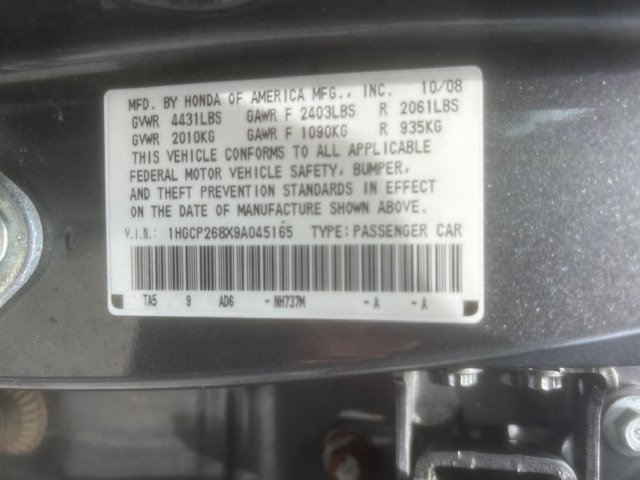 MFD. BY HONDA OF AMERICA MFG., INC. 10/08
GVWR 4431LBS GAWR F 2403LBS R 2061LBS
GVWR 2010KG GAWR F 1090KG R 935KG
THIS VEHICLE CONFORMS TO ALL APPLICABLE
FEDERAL MOTOR VEHICLE SAFETY, BUMPER,
AND THEFT PREVENTION STANDARDS IN EFFECT
ON THE DATE OF MANUFACTURE SHOWN ABOVE.
V.I.N.: 1HGCP268X9A045165 TYPE: PASSENGER CAR
TA5 9 AD6 - NH737M - A - A